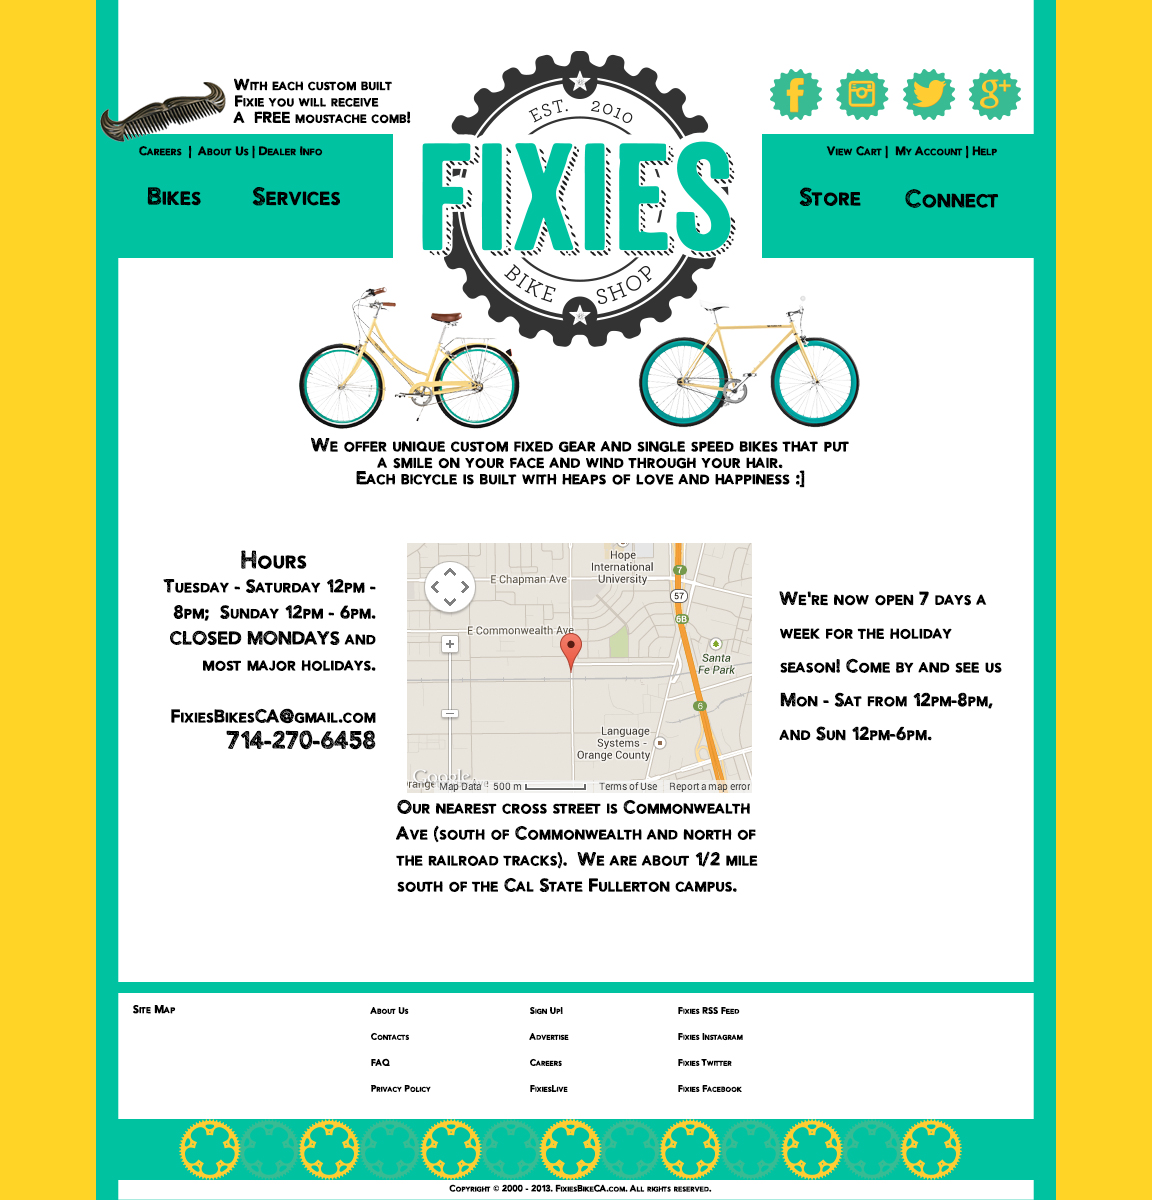 With each custom built
Fixie you will receive
a FREE moustache comb!
Careers | About Us | Dealer Info
Bikes Services
EST. 2010
FIXIES
BIKE SHOP
View Cart | My Account | Help
Store Connect
We offer unique custom fixed gear and single speed bikes that put
a smile on your face and wind through your hair.
Each bicycle is built with heaps of love and happiness :]
Hours
Tuesday - Saturday 12pm -
8pm; Sunday 12pm - 6pm.
CLOSED MONDAYS and
most major holidays.
FixiesBikesCA@gmail.com
714-270-6458
Hope
International
University
E Chapman Ave
7
57
6B
E Commonwealth Ave
Santa
Fe Park
6
Language
Systems -
Orange County
Google
Map Data 500 m Terms of Use Report a map error
We're now open 7 days a
week for the holiday
season! Come by and see us
Mon - Sat from 12pm-8pm,
and Sun 12pm-6pm.
Our nearest cross street is Commonwealth
Ave (south of Commonwealth and north of
the railroad tracks). We are about 1/2 mile
south of the Cal State Fullerton campus.
Site Map
About Us
Contacts
FAQ
Privacy Policy
Sign Up!
Advertise
Careers
FixiesLive
Fixies RSS Feed
Fixies Instagram
Fixies Twitter
Fixies Facebook
Copyright © 2000 - 2013. FixiesBikeCA.com. All rights reserved.